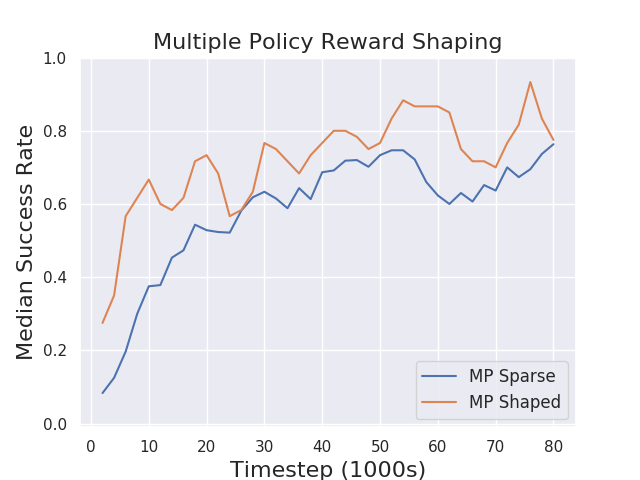 Multiple Policy Reward Shaping
Median Success Rate
1.0
0.8
0.6
0.4
0.2
0.0
0 10 20 30 40 50 60 70 80
Timestep (1000s)
MP Sparse
MP Shaped